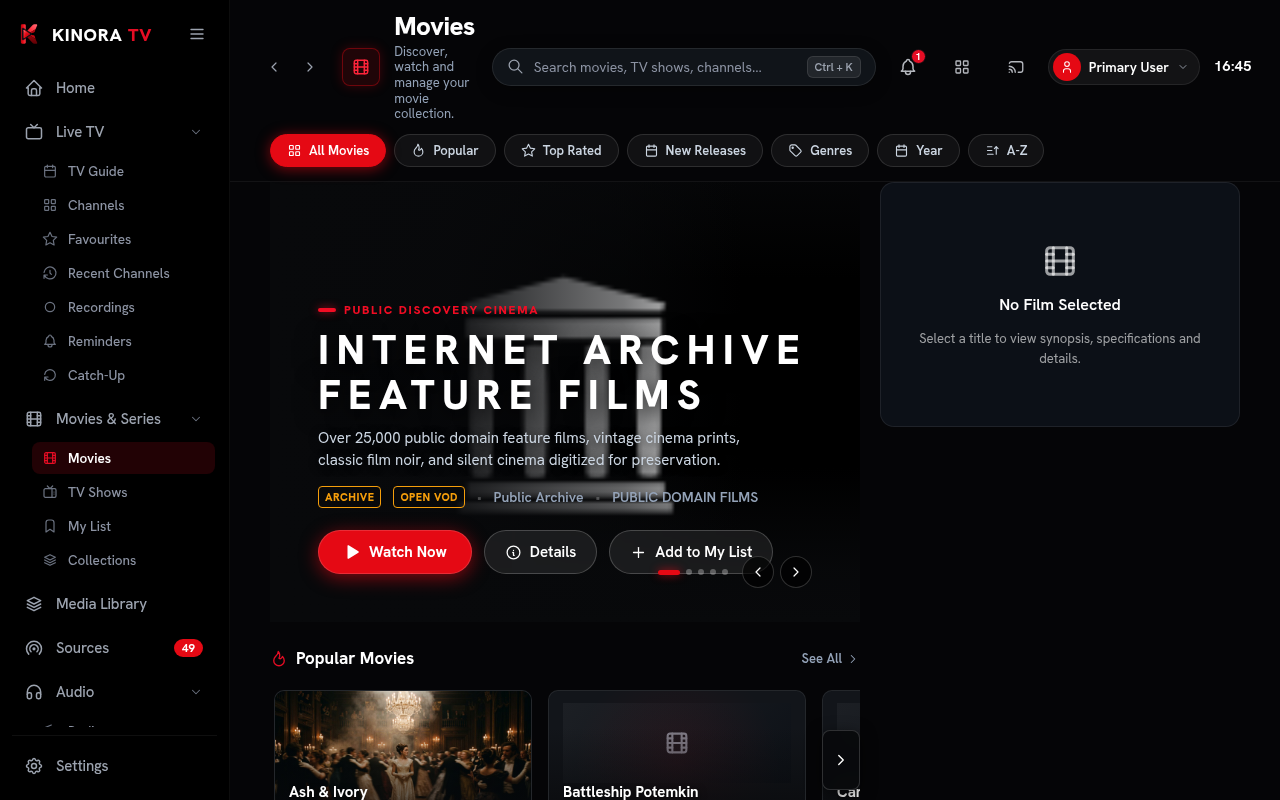 KINORA TV
Home
Live TV
TV Guide
Channels
Favourites
Recent Channels
Recordings
Reminders
Catch-Up
Movies & Series
Movies
TV Shows
My List
Collections
Media Library
Sources 49
Audio
Settings
Movies
Discover,
watch and
manage your
movie
collection.
Search movies, TV shows, channels...
Ctrl + K
1
Primary User
16:45
All Movies
Popular
Top Rated
New Releases
Genres
Year
A-Z
PUBLIC DISCOVERY CINEMA
INTERNET ARCHIVE
FEATURE FILMS
Over 25,000 public domain feature films, vintage cinema prints,
classic film noir, and silent cinema digitized for preservation.
ARCHIVE OPEN VOD • Public Archive • PUBLIC DOMAIN FILMS
Watch Now
Details
Add to My List
No Film Selected
Select a title to view synopsis, specifications and
details.
Popular Movies
See All
Ash & Ivory
Battleship Potemkin